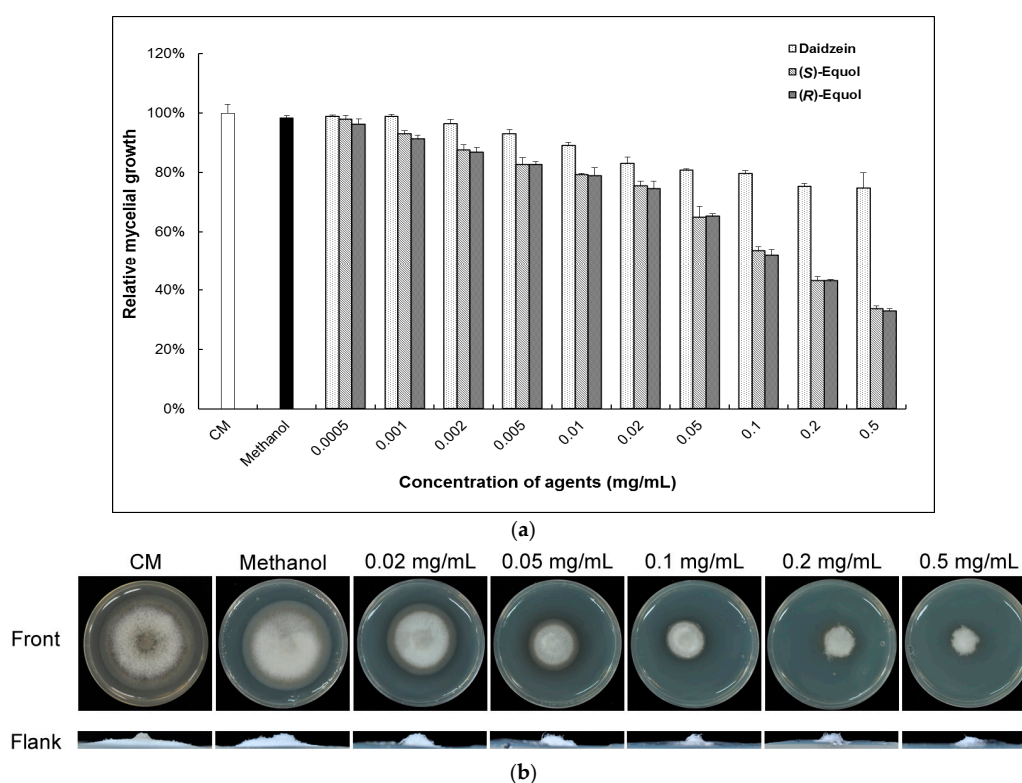 120%
100%
80%
60%
40%
20%
0%
Relative mycelial growth
Daidzein
(S)-Equol
(R)-Equol
CM
Methanol
0.0005
0.001
0.002
0.005
0.01
0.02
0.05
0.1
0.2
0.5
Concentration of agents (mg/mL)
(a)
CM Methanol 0.02 mg/mL 0.05 mg/mL 0.1 mg/mL 0.2 mg/mL 0.5 mg/mL
Front
Flank
(b)